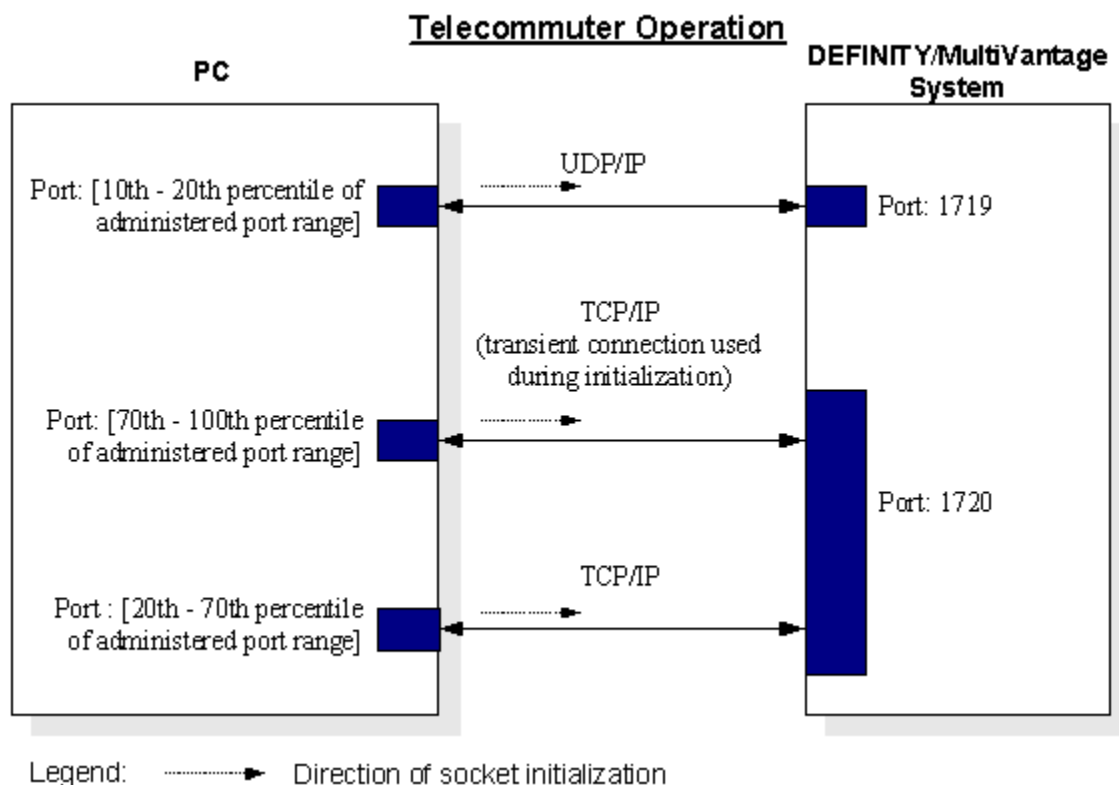 Telecommuter Operation
PC
DEFINITY/MultiVantage
System
UDP/IP
Port: [10th - 20th percentile of
administered port range]
Port: 1719
TCP/IP
(transient connection used
during initialization)
Port: [70th - 100th percentile
of administered port range]
Port: 1720
TCP/IP
Port : [20th - 70th percentile
of administered port range]
Legend:
Direction of socket initialization